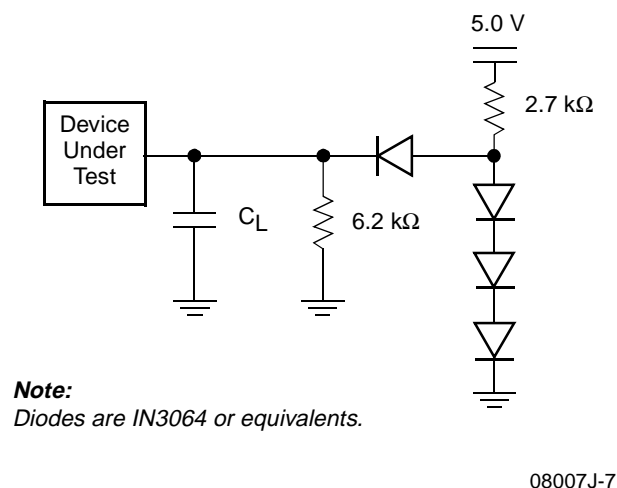 5.0 V
2.7 kΩ
Device
Under
Test
CL
6.2 kΩ
Note:
Diodes are IN3064 or equivalents.
08007J-7